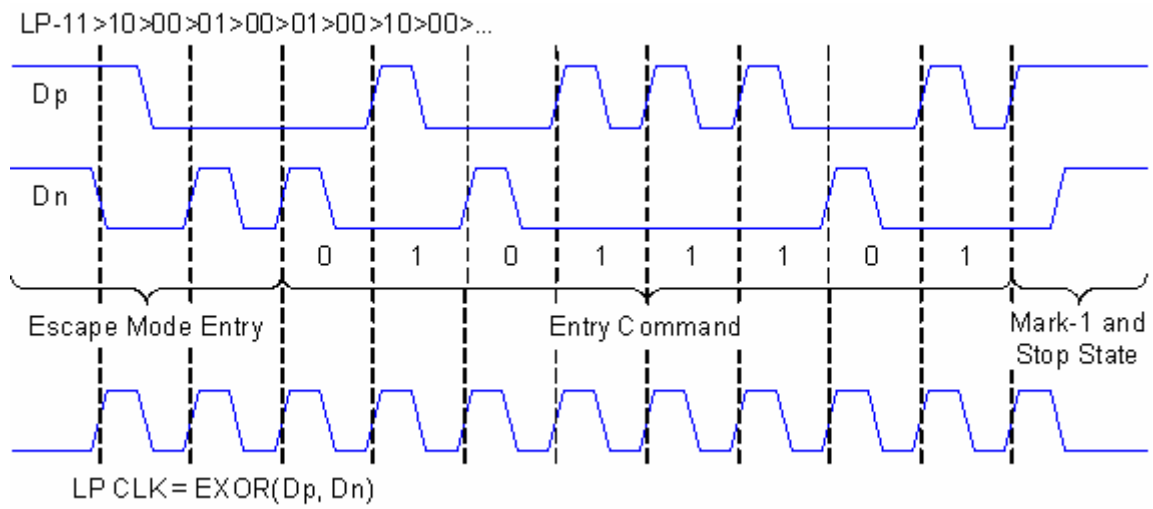 LP-11>10>00>01>00>01>00>10>00>...
Dp
Dn
0 1 0 1 1 1 0 1
Escape Mode Entry
Entry Command
Mark-1 and
Stop State
LP CLK = EXOR(Dp, Dn)